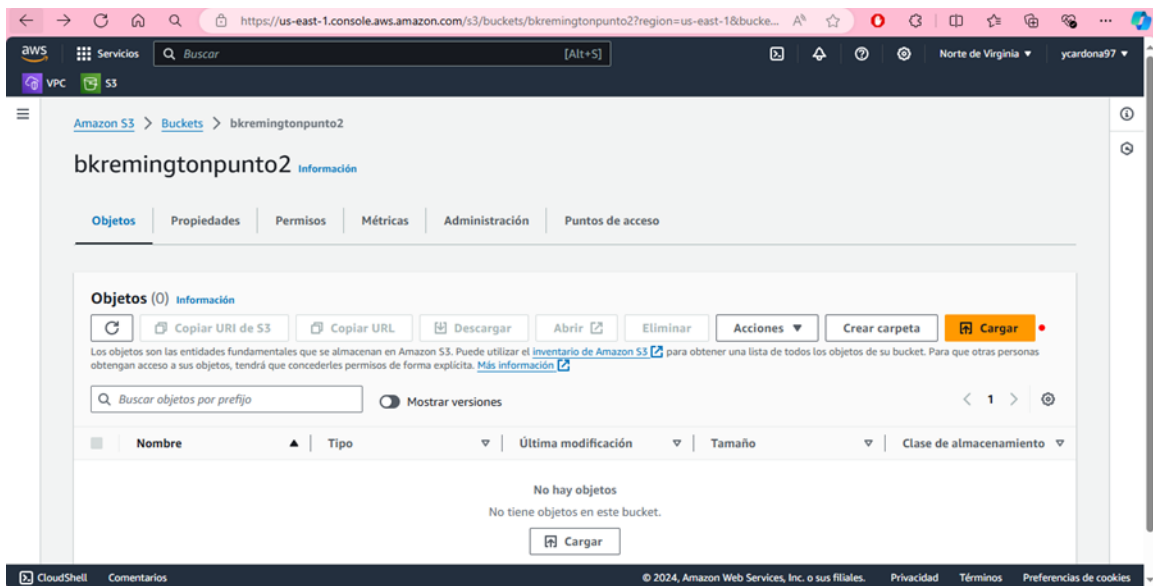 https://us-east-1.console.aws.amazon.com/s3/buckets/bkremingtonpunto2?region=us-east-1&bucke...
aws Servicios Buscar [Alt+S] Norte de Virginia ycardona97
VPC S3
Amazon S3 > Buckets > bkremingtonpunto2
bkremingtonpunto2 Información
Objetos Propiedades Permisos Métricas Administración Puntos de acceso
Objetos (0) Información
Copiar URI de S3 Copiar URL Descargar Abrir Eliminar Acciones Crear carpeta Cargar
Los objetos son las entidades fundamentales que se almacenan en Amazon S3. Puede utilizar el inventario de Amazon S3 para obtener una lista de todos los objetos de su bucket. Para que otras personas
obtengan acceso a sus objetos, tendrá que concederles permisos de forma explícita. Más información
Buscar objetos por prefijo Mostrar versiones < 1 >
Nombre Tipo Última modificación Tamaño Clase de almacenamiento
No hay objetos
No tiene objetos en este bucket.
Cargar
CloudShell Comentarios © 2024, Amazon Web Services, Inc. o sus filiales. Privacidad Términos Preferencias de cookies